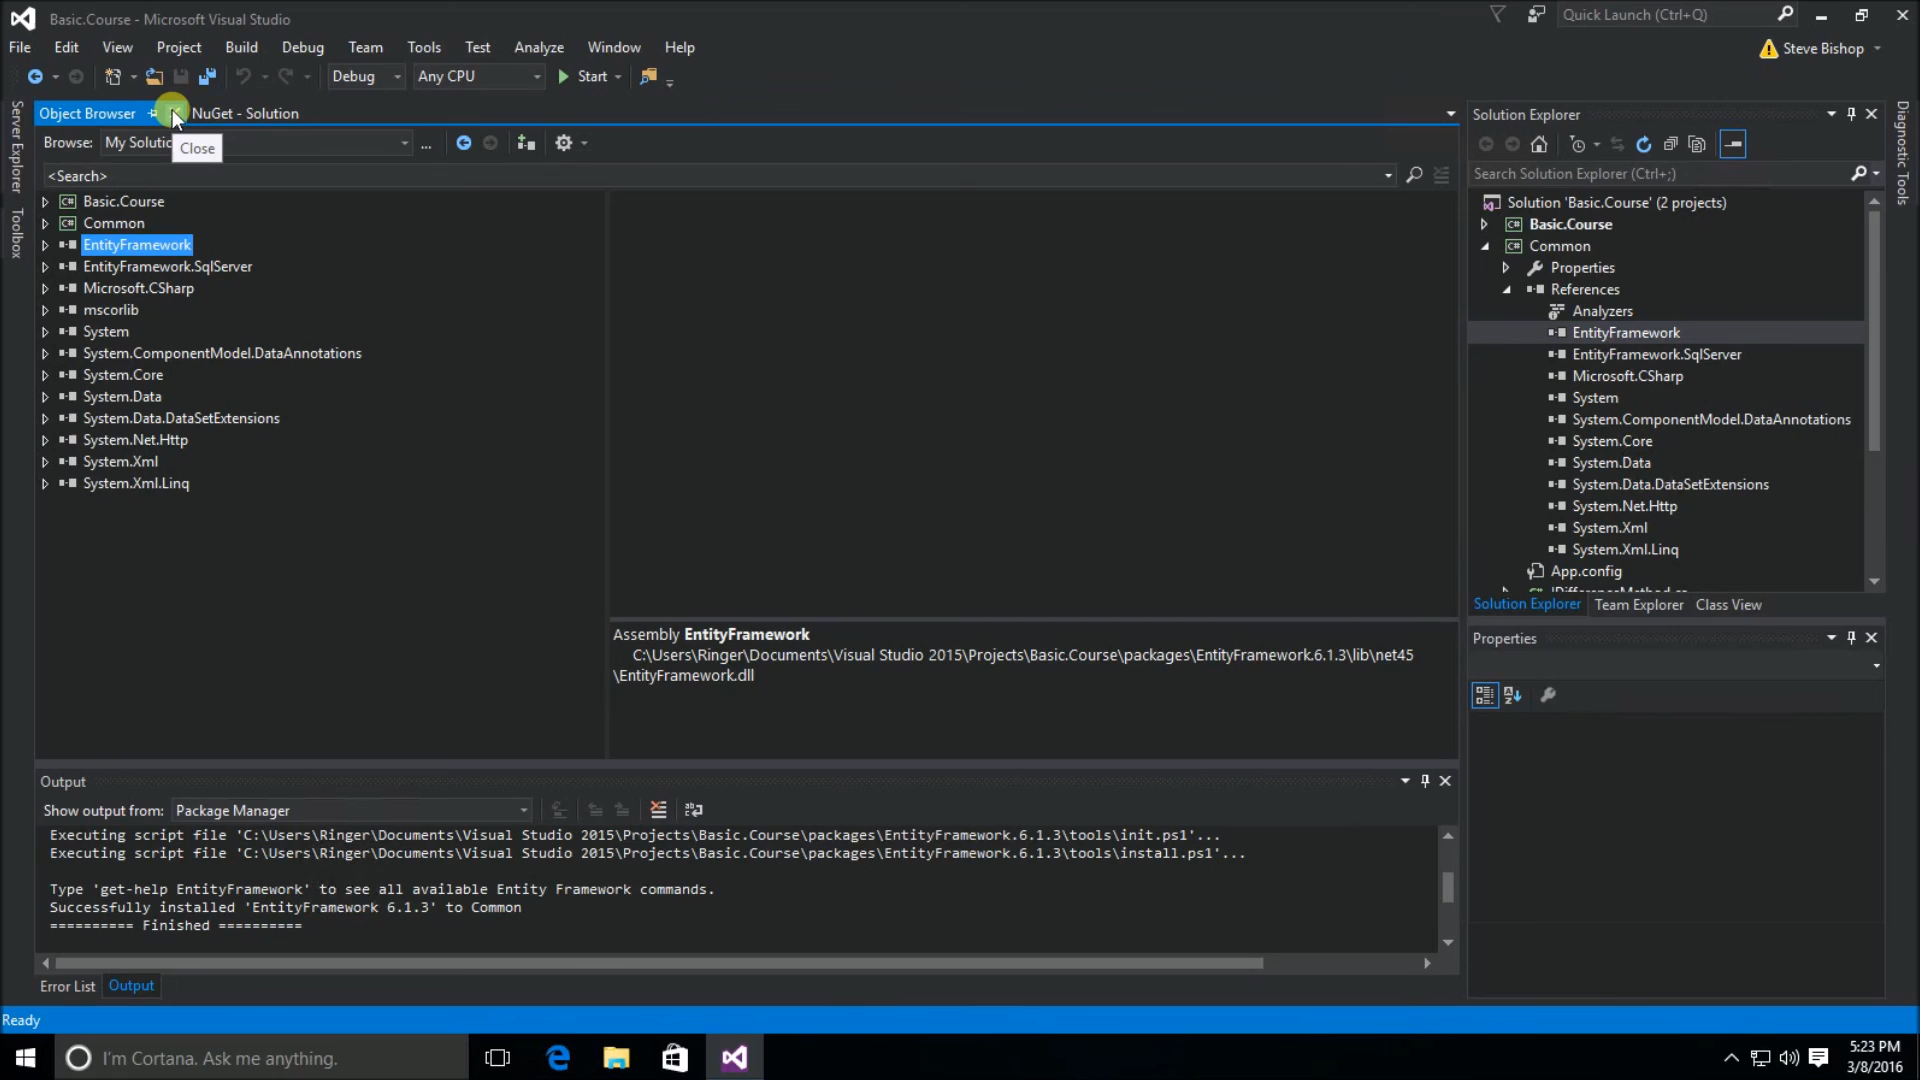 Basic.Course - Microsoft Visual Studio
Quick Launch (Ctrl+Q)
File Edit View Project Build Debug Team Tools Test Analyze Window Help
Steve Bishop
Debug Any CPU Start
Server Explorer
Toolbox
Object Browser NuGet - Solution
Browse: My Solutio ...
Close
<Search>
Basic.Course
Common
EntityFramework
EntityFramework.SqlServer
Microsoft.CSharp
mscorlib
System
System.ComponentModel.DataAnnotations
System.Core
System.Data
System.Data.DataSetExtensions
System.Net.Http
System.Xml
System.Xml.Linq
Assembly EntityFramework
C:\Users\Ringer\Documents\Visual Studio 2015\Projects\Basic.Course\packages\EntityFramework.6.1.3\lib\net45
\EntityFramework.dll
Output
Show output from: Package Manager
Executing script file 'C:\Users\Ringer\Documents\Visual Studio 2015\Projects\Basic.Course\packages\EntityFramework.6.1.3\tools\init.ps1'...
Executing script file 'C:\Users\Ringer\Documents\Visual Studio 2015\Projects\Basic.Course\packages\EntityFramework.6.1.3\tools\install.ps1'...
Type 'get-help EntityFramework' to see all available Entity Framework commands.
Successfully installed 'EntityFramework 6.1.3' to Common
========== Finished ==========
Error List Output
Solution Explorer
Search Solution Explorer (Ctrl+;)
Solution 'Basic.Course' (2 projects)
Basic.Course
Common
Properties
References
Analyzers
EntityFramework
EntityFramework.SqlServer
Microsoft.CSharp
System
System.ComponentModel.DataAnnotations
System.Core
System.Data
System.Data.DataSetExtensions
System.Net.Http
System.Xml
System.Xml.Linq
App.config
IDifferenceMethod.cs
Solution Explorer Team Explorer Class View
Properties
Diagnostic Tools
Ready
I'm Cortana. Ask me anything.
5:23 PM
3/8/2016